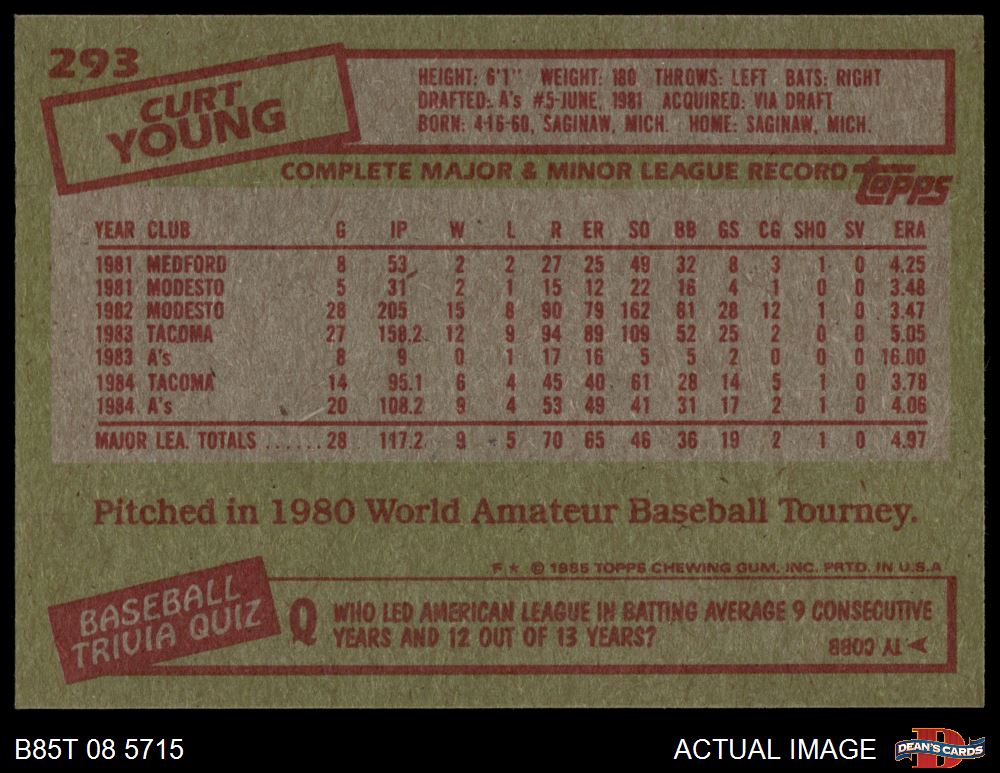 293
CURT
YOUNG
HEIGHT: 6'1" WEIGHT: 180 THROWS: LEFT BATS: RIGHT
DRAFTED: A's #5-JUNE, 1981 ACQUIRED: VIA DRAFT
BORN: 4-16-60, SAGINAW, MICH. HOME: SAGINAW, MICH.
COMPLETE MAJOR & MINOR LEAGUE RECORD topps
YEAR CLUB G IP W L R ER SO BB GS CG SHO SV ERA
1981 MEDFORD 8 53 2 2 27 25 49 32 8 3 1 0 4.25
1981 MODESTO 5 31 2 1 15 12 22 16 4 1 0 0 3.48
1982 MODESTO 28 205 15 8 90 79 162 81 28 12 1 0 3.47
1983 TACOMA 27 158.2 12 9 94 89 109 52 25 2 0 0 5.05
1983 A's 8 9 0 1 17 16 5 5 2 0 0 0 16.00
1984 TACOMA 14 95.1 6 4 45 40 61 28 14 5 1 0 3.78
1984 A's 20 108.2 9 4 53 49 41 31 17 2 1 0 4.06
MAJOR LEA. TOTALS ...... 28 117.2 9 5 70 65 46 36 19 2 1 0 4.97
Pitched in 1980 World Amateur Baseball Tourney.
F★ © 1985 TOPPS CHEWING GUM, INC. PRTD. IN U.S.A
BASEBALL
TRIVIA QUIZ
Q WHO LED AMERICAN LEAGUE IN BATTING AVERAGE 9 CONSECUTIVE
YEARS AND 12 OUT OF 13 YEARS?
TY COBB
B85T 08 5715 ACTUAL IMAGE D DEAN'S CARDS